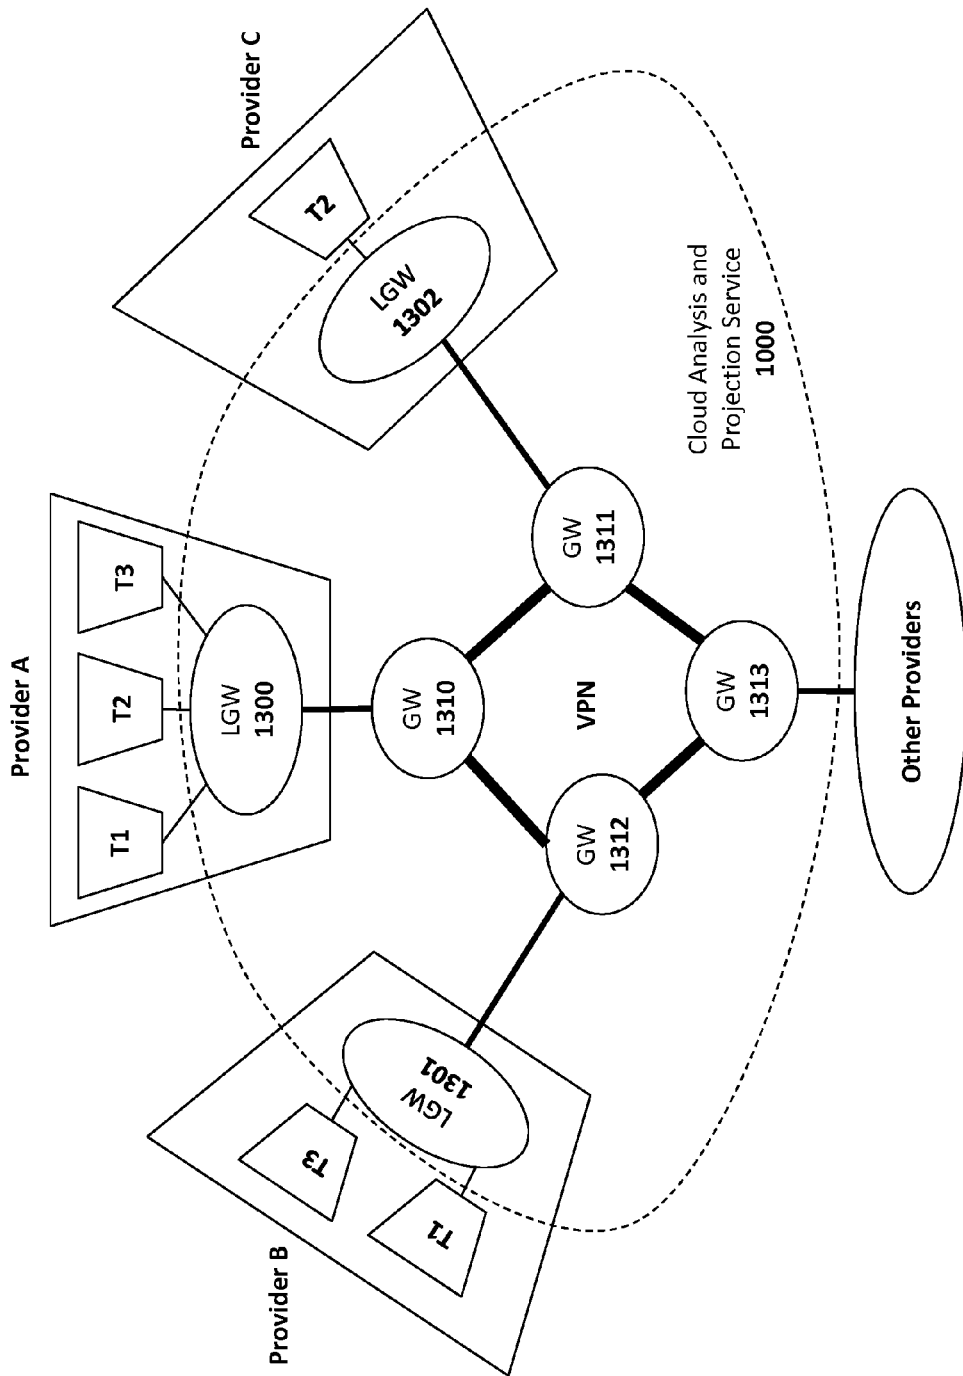 Provider A
T1
T2
T3
LGW
1300
Provider B
T1
T3
LGW
1301
Provider C
T2
LGW
1302
GW
1310
GW
1312
VPN
GW
1311
GW
1313
Cloud Analysis and
Projection Service
1000
Other Providers